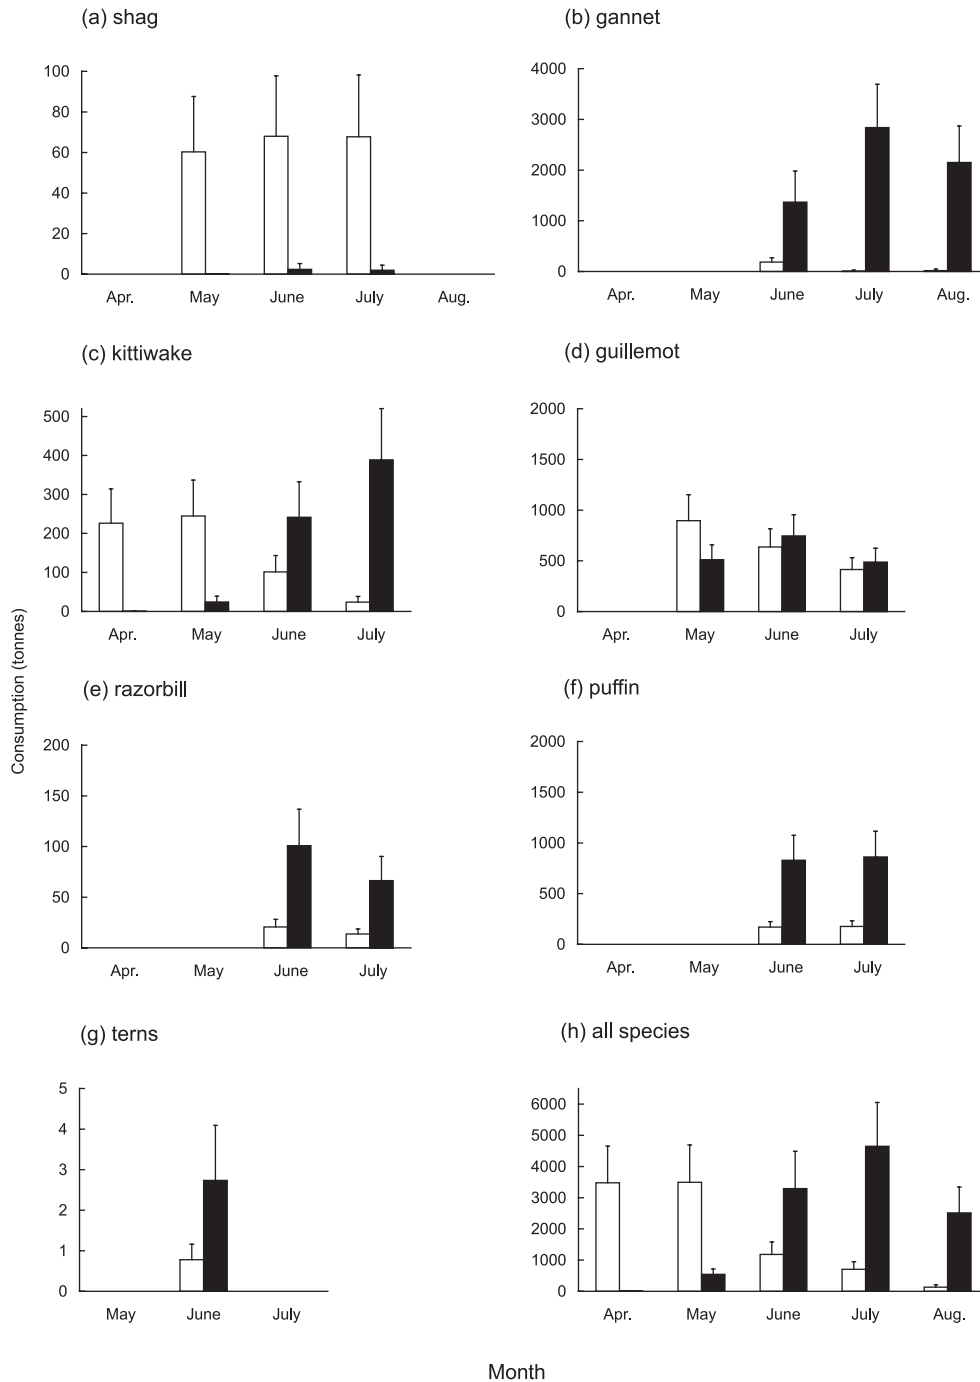 (a) shag
100
80
60
40
20
0
Apr. May June July Aug.
(b) gannet
4000
3000
2000
1000
0
Apr. May June July Aug.
(c) kittiwake
500
400
300
200
100
0
Apr. May June July
(d) guillemot
2000
1500
1000
500
0
Apr. May June July
Consumption (tonnes)
(e) razorbill
200
150
100
50
0
Apr. May June July
(f) puffin
2000
1500
1000
500
0
Apr. May June July
(g) terns
5
4
3
2
1
0
May June July
(h) all species
6000
5000
4000
3000
2000
1000
0
Apr. May June July Aug.
Month